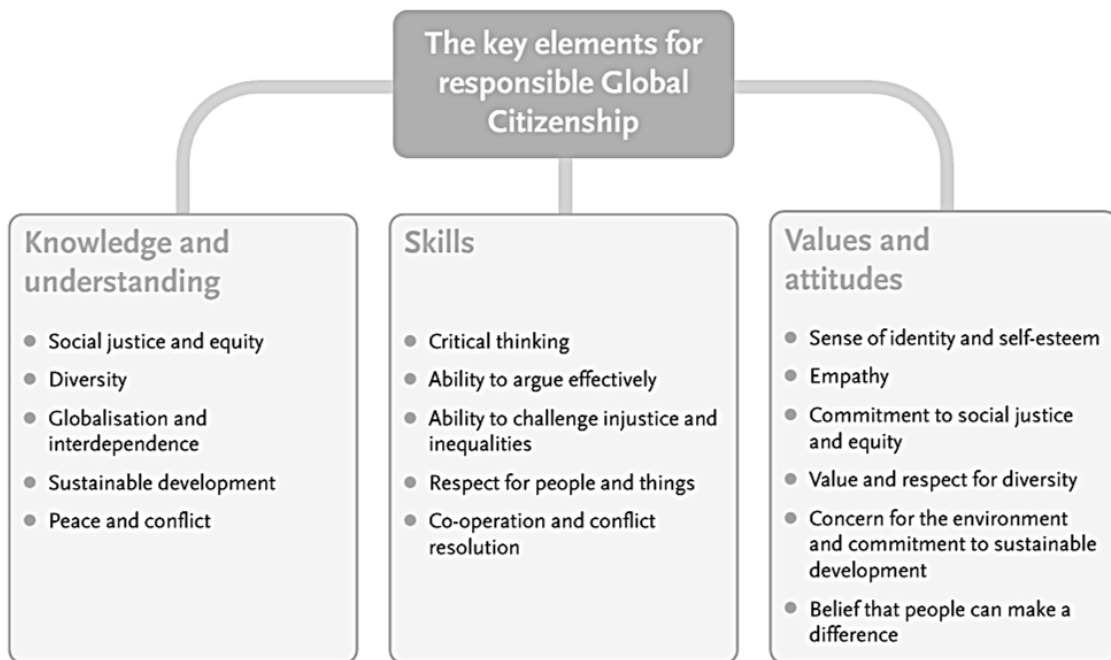 The key elements for
responsible Global
Citizenship
Knowledge and
understanding
Social justice and equity
Diversity
Globalisation and
interdependence
Sustainable development
Peace and conflict
Skills
Critical thinking
Ability to argue effectively
Ability to challenge injustice and
inequalities
Respect for people and things
Co-operation and conflict
resolution
Values and
attitudes
Sense of identity and self-esteem
Empathy
Commitment to social justice
and equity
Value and respect for diversity
Concern for the environment
and commitment to sustainable
development
Belief that people can make a
difference